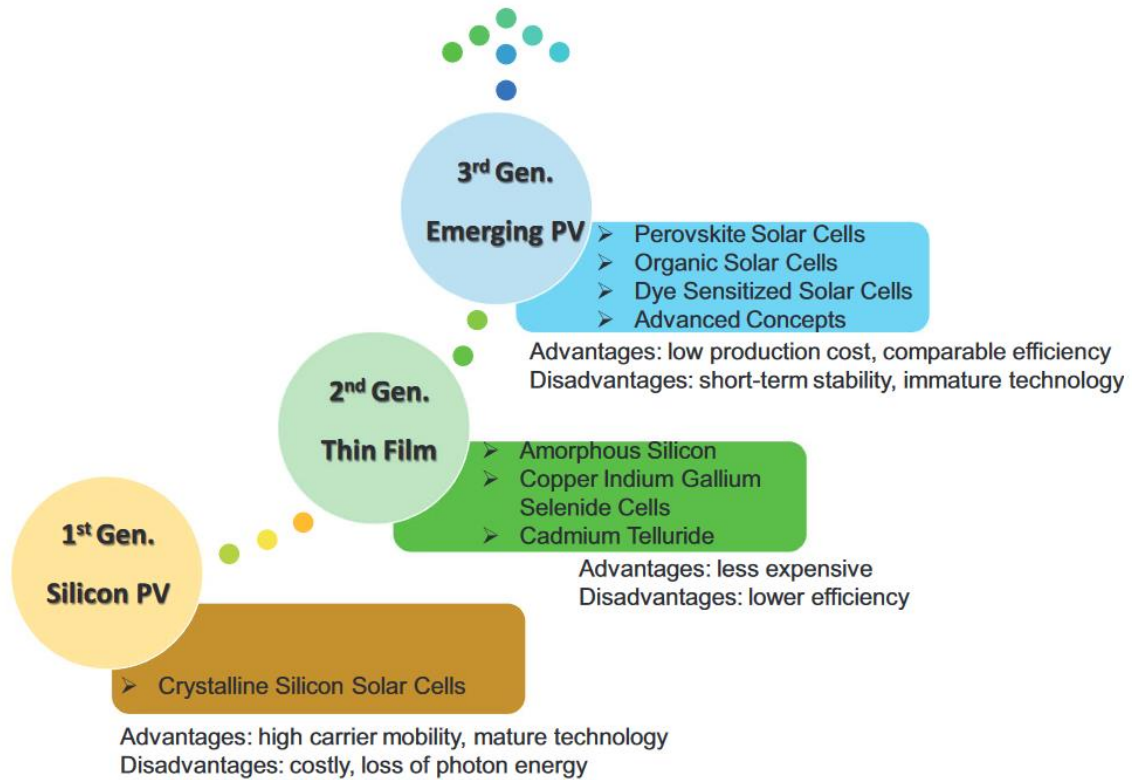 3rd Gen.
Emerging PV
➢ Perovskite Solar Cells
➢ Organic Solar Cells
➢ Dye Sensitized Solar Cells
➢ Advanced Concepts
Advantages: low production cost, comparable efficiency
Disadvantages: short-term stability, immature technology
2nd Gen.
Thin Film
➢ Amorphous Silicon
➢ Copper Indium Gallium
Selenide Cells
➢ Cadmium Telluride
Advantages: less expensive
Disadvantages: lower efficiency
1st Gen.
Silicon PV
➢ Crystalline Silicon Solar Cells
Advantages: high carrier mobility, mature technology
Disadvantages: costly, loss of photon energy